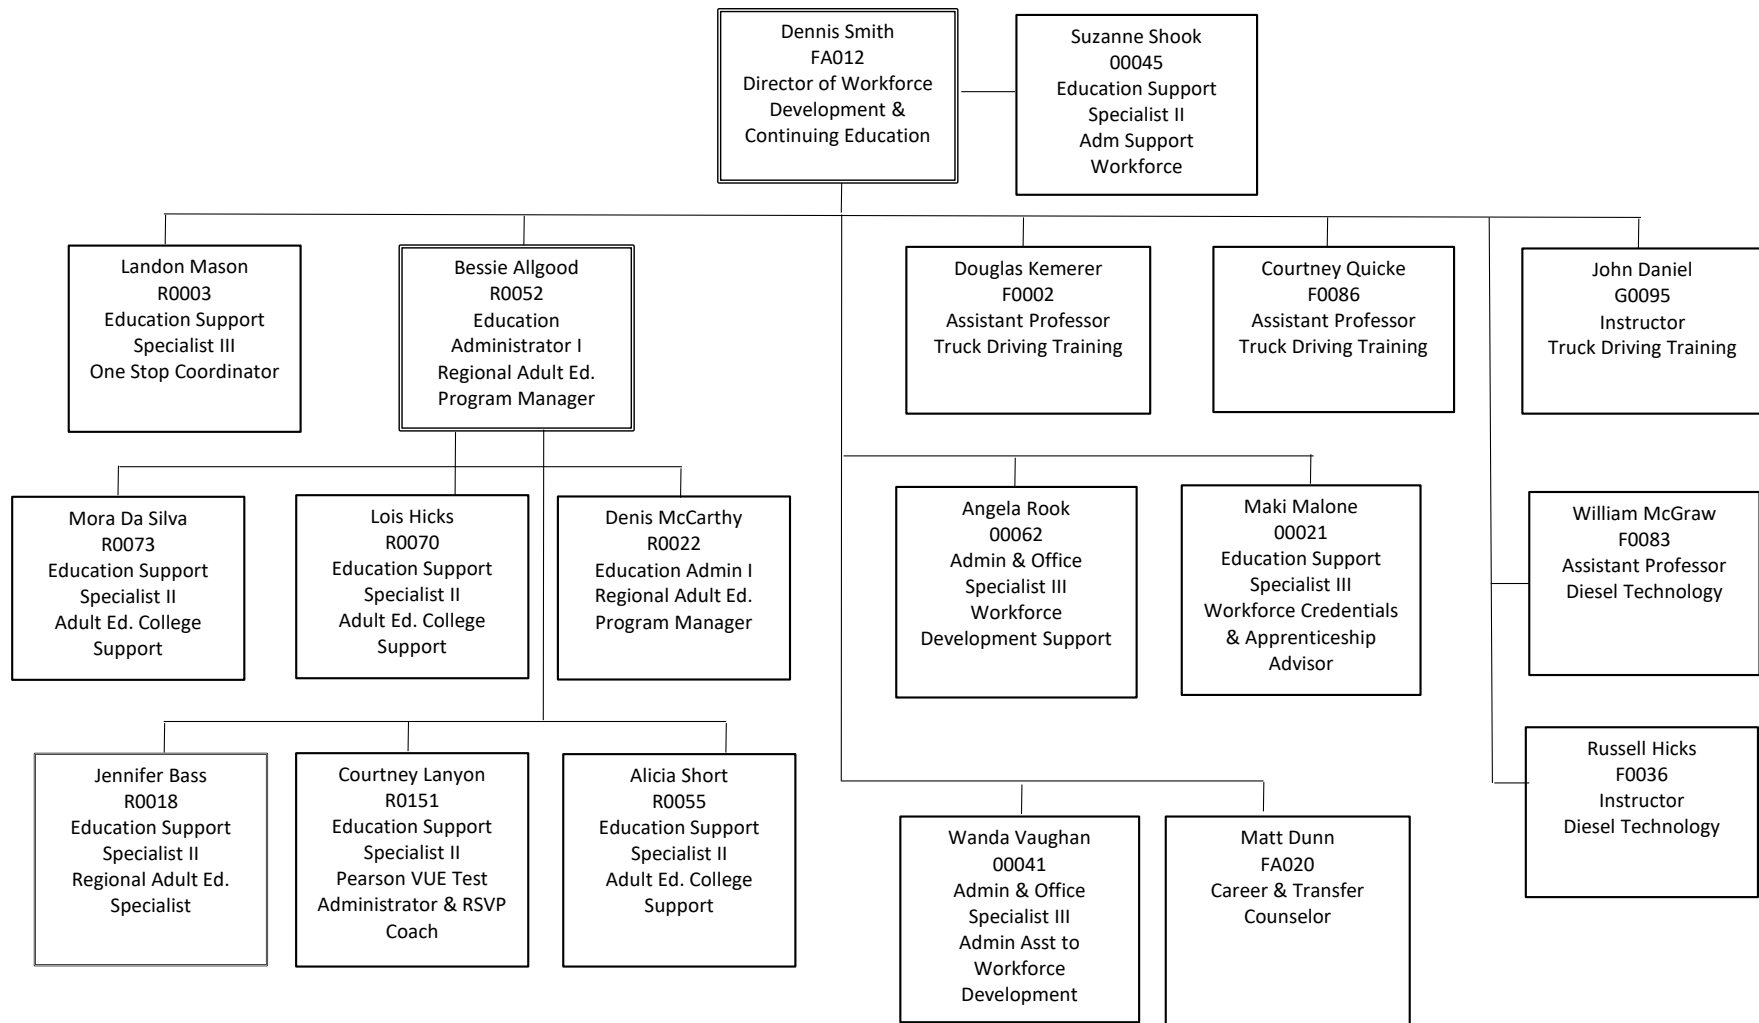 Dennis Smith
FA012
Director of Workforce
Development &
Continuing Education
Suzanne Shook
00045
Education Support
Specialist II
Adm Support
Workforce
Landon Mason
R0003
Education Support
Specialist III
One Stop Coordinator
Bessie Allgood
R0052
Education
Administrator I
Regional Adult Ed.
Program Manager
Douglas Kemerer
F0002
Assistant Professor
Truck Driving Training
Courtney Quicke
F0086
Assistant Professor
Truck Driving Training
John Daniel
G0095
Instructor
Truck Driving Training
Mora Da Silva
R0073
Education Support
Specialist II
Adult Ed. College
Support
Lois Hicks
R0070
Education Support
Specialist II
Adult Ed. College
Support
Denis McCarthy
R0022
Education Admin I
Regional Adult Ed.
Program Manager
Angela Rook
00062
Admin & Office
Specialist III
Workforce
Development Support
Maki Malone
00021
Education Support
Specialist III
Workforce Credentials
& Apprenticeship
Advisor
William McGraw
F0083
Assistant Professor
Diesel Technology
Jennifer Bass
R0018
Education Support
Specialist II
Regional Adult Ed.
Specialist
Courtney Lanyon
R0151
Education Support
Specialist II
Pearson VUE Test
Administrator & RSVP
Coach
Alicia Short
R0055
Education Support
Specialist II
Adult Ed. College
Support
Wanda Vaughan
00041
Admin & Office
Specialist III
Admin Asst to
Workforce
Development
Matt Dunn
FA020
Career & Transfer
Counselor
Russell Hicks
F0036
Instructor
Diesel Technology